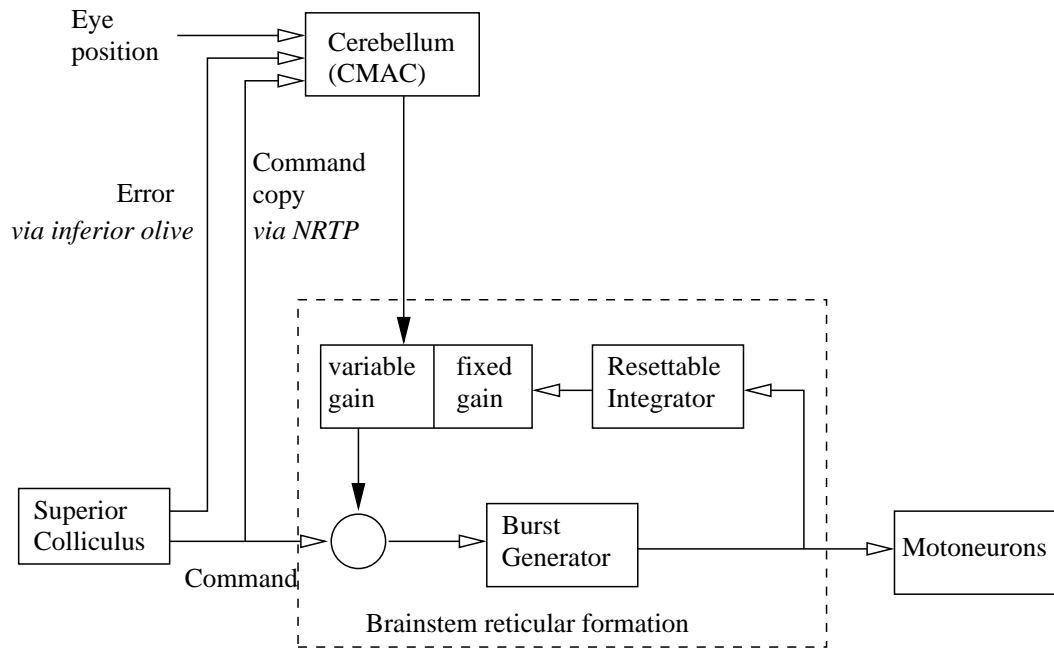 Eye
position
Cerebellum
(CMAC)
Error
via inferior olive
Command
copy
via NRTP
variable
gain
fixed
gain
Resettable
Integrator
Superior
Colliculus
Command
Burst
Generator
Motoneurons
Brainstem reticular formation